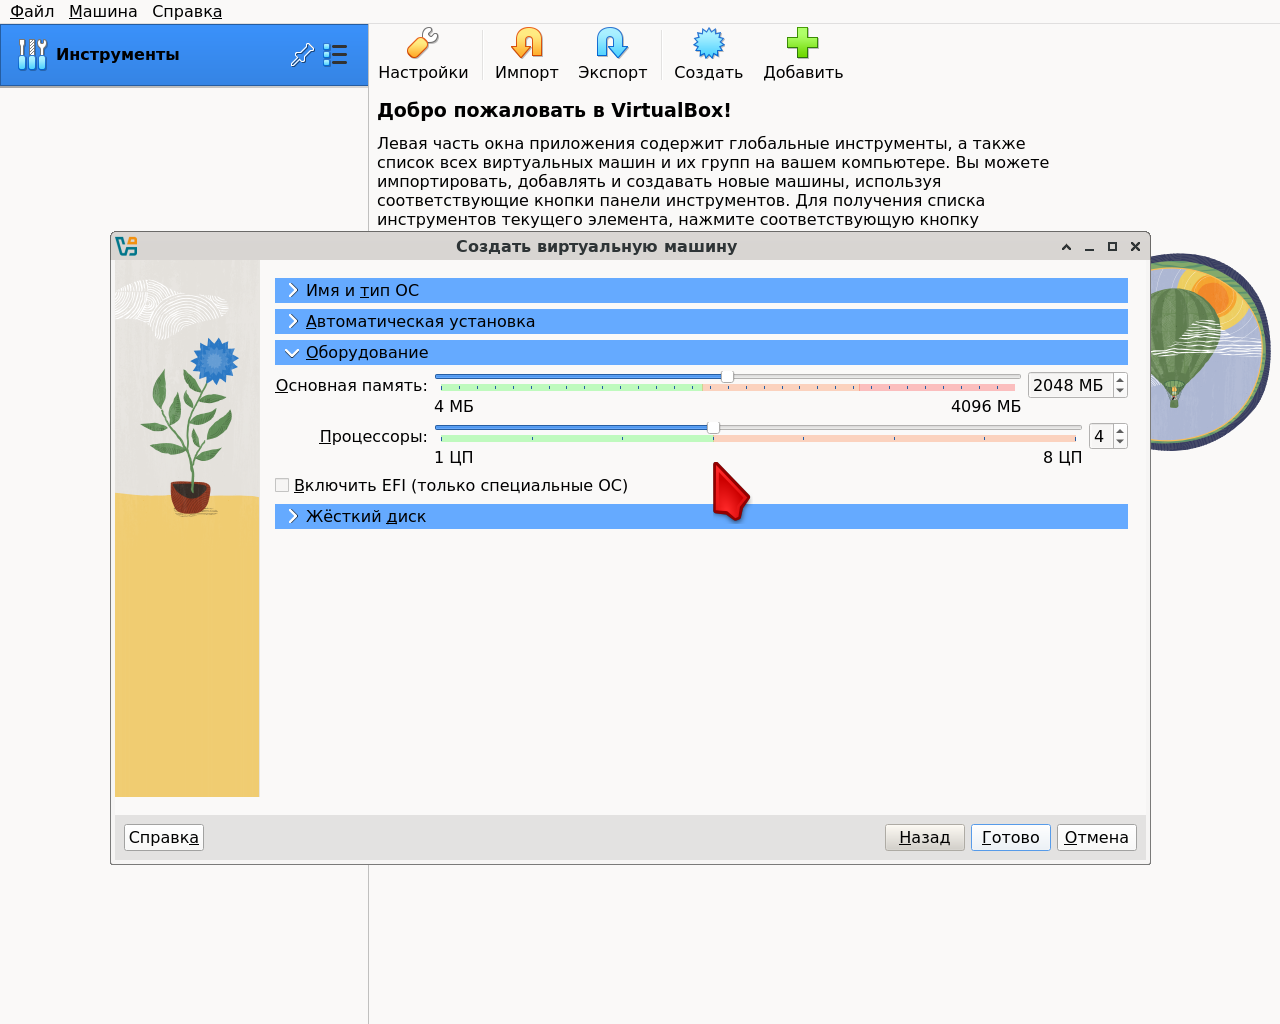 Файл Машина Справка
Инструменты
Настройки Импорт Экспорт Создать Добавить
Добро пожаловать в VirtualBox!
Левая часть окна приложения содержит глобальные инструменты, а также
список всех виртуальных машин и их групп на вашем компьютере. Вы можете
импортировать, добавлять и создавать новые машины, используя
соответствующие кнопки панели инструментов. Для получения списка
инструментов текущего элемента, нажмите соответствующую кнопку
Создать виртуальную машину
Имя и тип ОС
Автоматическая установка
Оборудование
Основная память: 2048 МБ
4 МБ 4096 МБ
Процессоры: 4
1 ЦП 8 ЦП
Включить EFI (только специальные ОС)
Жёсткий диск
Справка Назад Готово Отмена